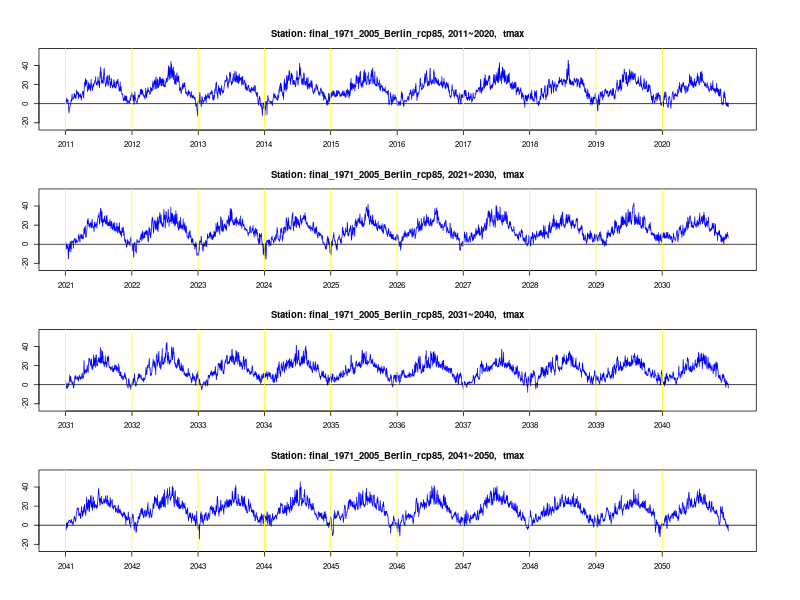 Station: final_1971_2005_Berlin_rcp85, 2011~2020, tmax
40
20
0
-20
2011 2012 2013 2014 2015 2016 2017 2018 2019 2020
Station: final_1971_2005_Berlin_rcp85, 2021~2030, tmax
40
20
0
-20
2021 2022 2023 2024 2025 2026 2027 2028 2029 2030
Station: final_1971_2005_Berlin_rcp85, 2031~2040, tmax
40
20
0
-20
2031 2032 2033 2034 2035 2036 2037 2038 2039 2040
Station: final_1971_2005_Berlin_rcp85, 2041~2050, tmax
40
20
0
-20
2041 2042 2043 2044 2045 2046 2047 2048 2049 2050